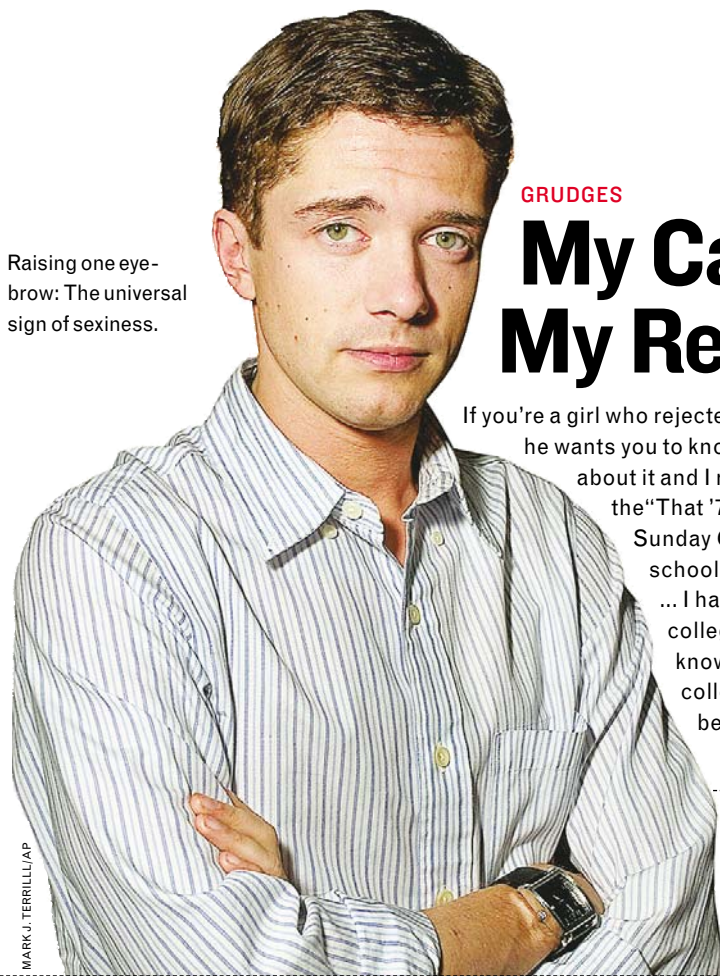 Raising one eye-
brow: The universal
sign of sexiness.
GRUDGES
My Ca
My Re
If you're a girl who rejecte
he wants you to kno
about it and I r
the“That ’7
Sunday
school
... I ha
colle
know
coll
be
MARK J. TERRILLL/AP